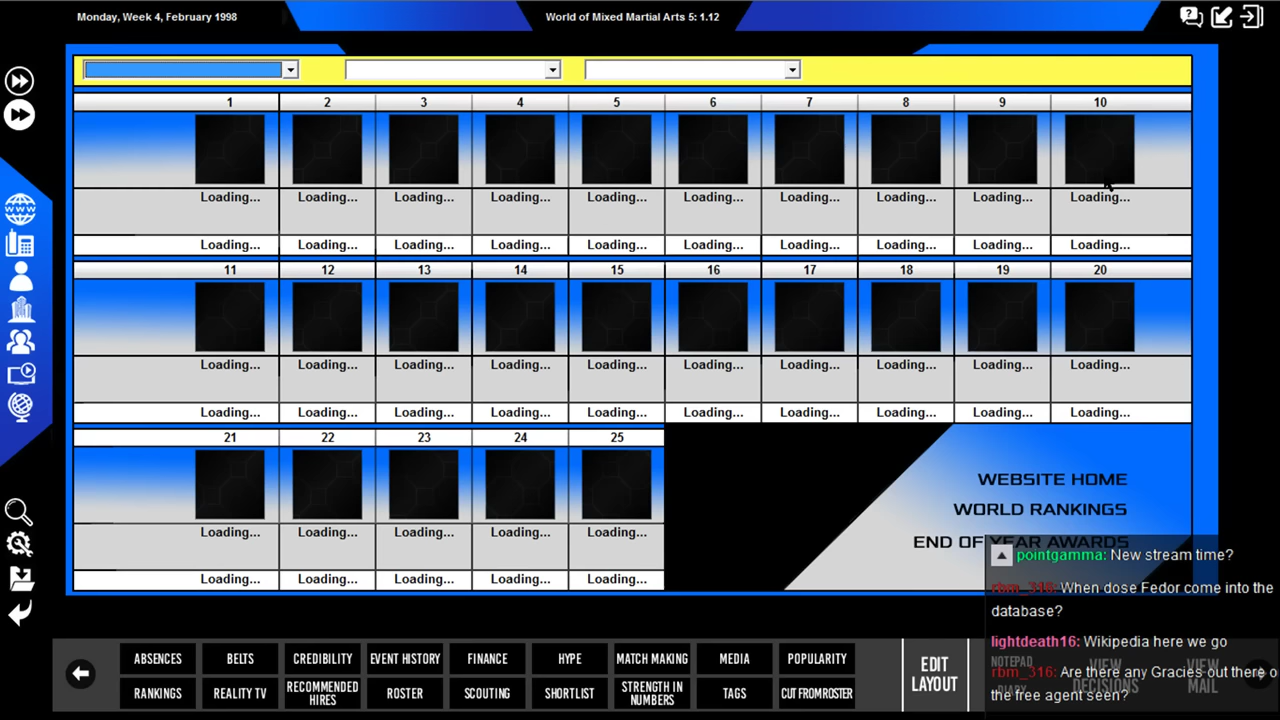 Monday, Week 4, February 1998
World of Mixed Martial Arts 5: 1.12
1 2 3 4 5 6 7 8 9 10
Loading... Loading... Loading... Loading... Loading... Loading... Loading... Loading... Loading... Loading...
Loading... Loading... Loading... Loading... Loading... Loading... Loading... Loading... Loading... Loading...
11 12 13 14 15 16 17 18 19 20
Loading... Loading... Loading... Loading... Loading... Loading... Loading... Loading... Loading... Loading...
Loading... Loading... Loading... Loading... Loading... Loading... Loading... Loading... Loading... Loading...
21 22 23 24 25
Loading... Loading... Loading... Loading... Loading...
Loading... Loading... Loading... Loading... Loading...
WEBSITE HOME
WORLD RANKINGS
END OF YEAR AWARDS
pointgamma: New stream time?
rbm_316: When dose Fedor come into the
database?
lightdeath16: Wikipedia here we go
rbm_316: Are there any Gracies out there o
the free agent seen?
ABSENCES BELTS CREDIBILITY EVENT HISTORY FINANCE HYPE MATCH MAKING MEDIA POPULARITY
RANKINGS REALITY TV RECOMMENDED HIRES ROSTER SCOUTING SHORTLIST STRENGTH IN NUMBERS TAGS CUT FROM ROSTER
EDIT
LAYOUT
NOTEPAD
DIARY
VIEW
DECISIONS
VIEW
MAIL
WWW